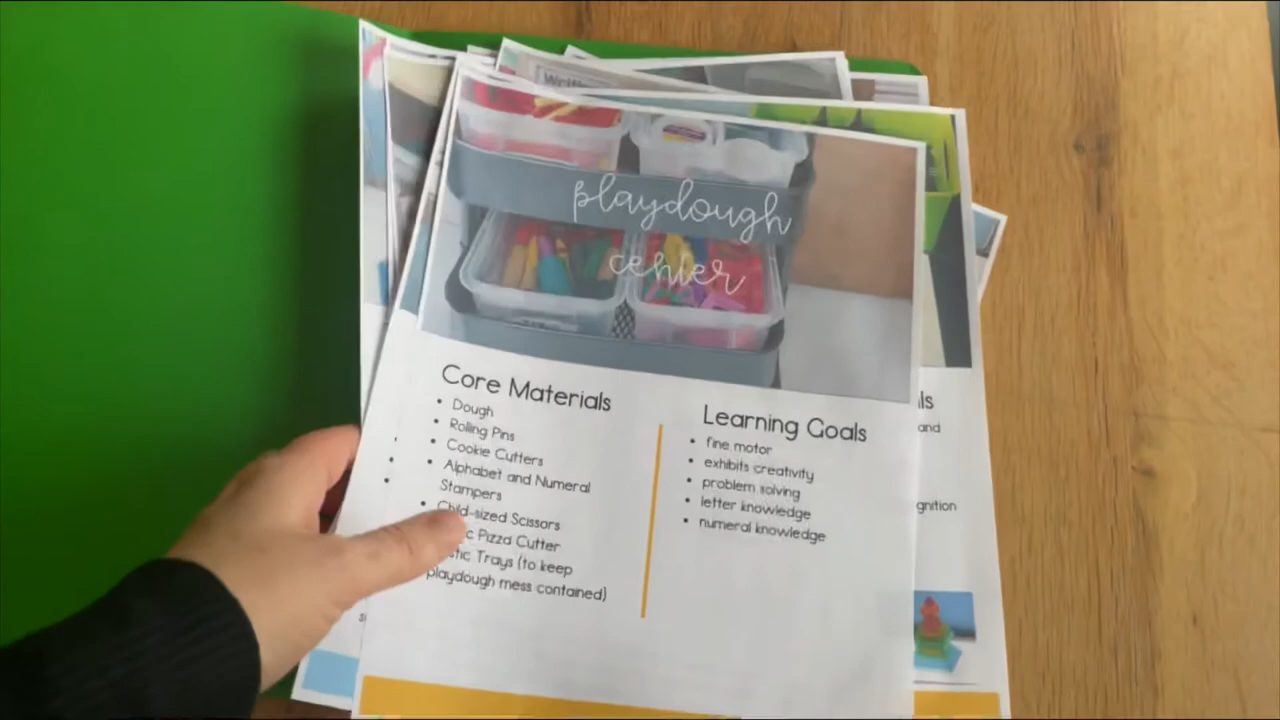 playdough
center
Core Materials
• Dough
• Rolling Pins
• Cookie Cutters
• Alphabet and Numeral
Stampers
• Child-sized Scissors
Pizza Cutter
Trays (to keep
playdough mess contained)
Learning Goals
• fine motor
• exhibits creativity
• problem solving
• letter knowledge
• numeral knowledge
and